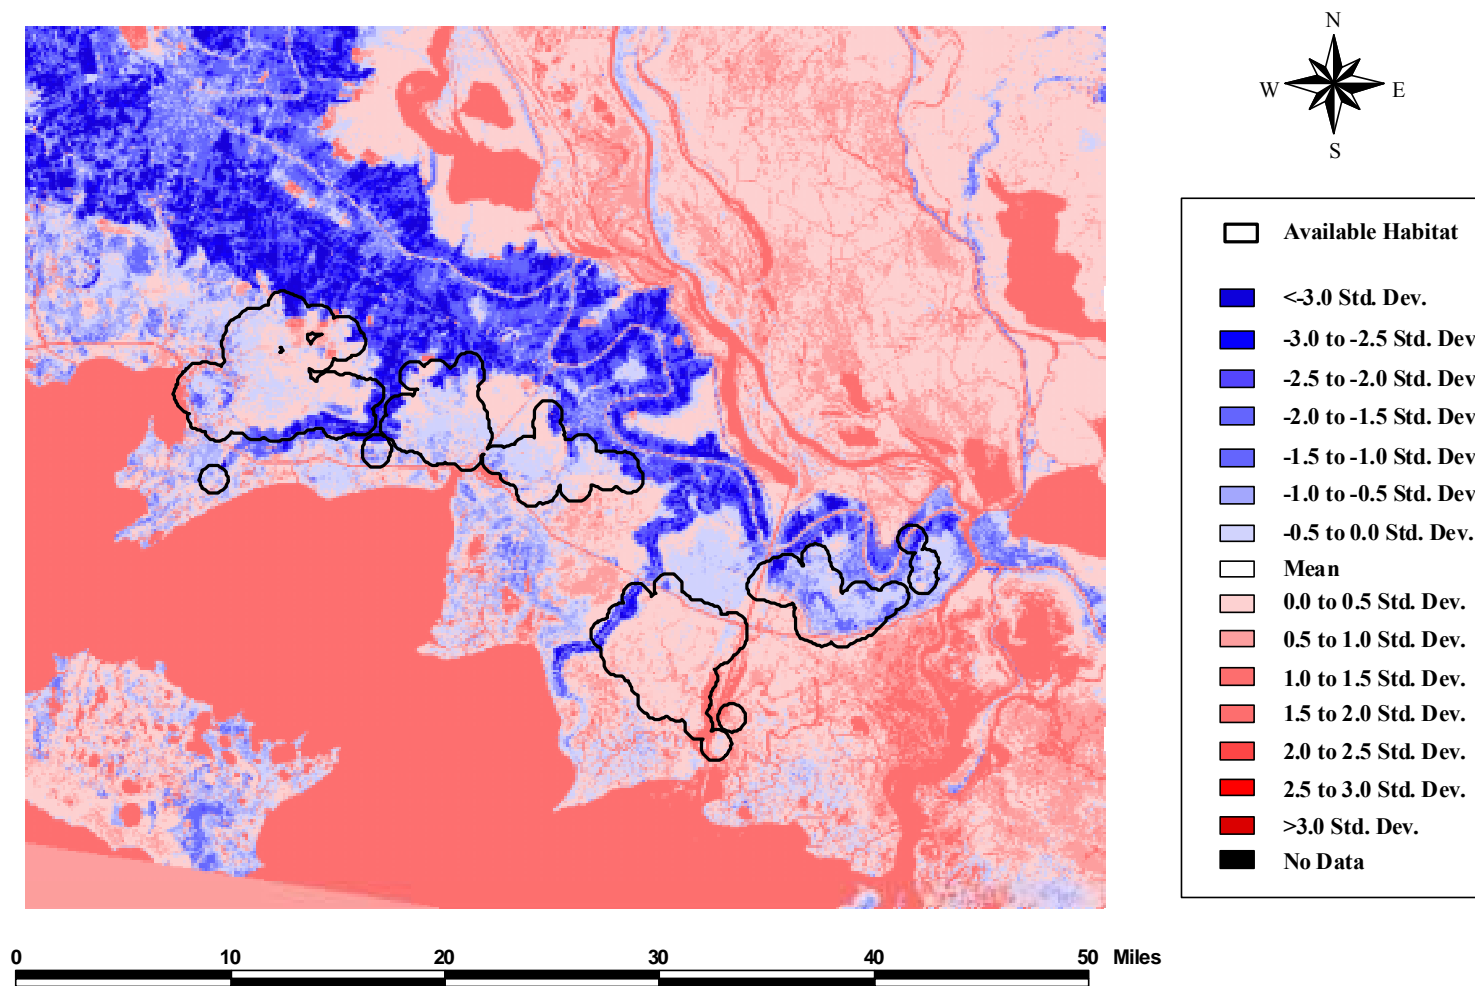 N
W E
S
Available Habitat
<-3.0 Std. Dev.
-3.0 to -2.5 Std. Dev
-2.5 to -2.0 Std. Dev
-2.0 to -1.5 Std. Dev
-1.5 to -1.0 Std. Dev
-1.0 to -0.5 Std. Dev
-0.5 to 0.0 Std. Dev.
Mean
0.0 to 0.5 Std. Dev.
0.5 to 1.0 Std. Dev.
1.0 to 1.5 Std. Dev.
1.5 to 2.0 Std. Dev.
2.0 to 2.5 Std. Dev.
2.5 to 3.0 Std. Dev.
>3.0 Std. Dev.
No Data
0 10 20 30 40 50 Miles